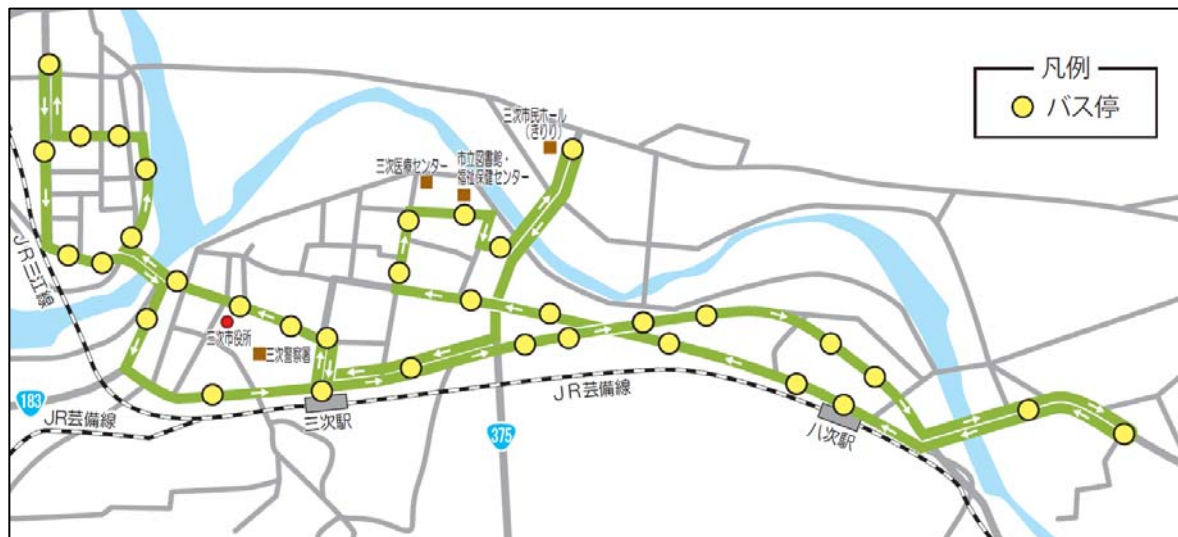 凡例
バス停
三次市民ホール
(きりり)
三次医療センター
市立図書館・
福祉保健センター
JR三江線
三次市役所
三次警察署
183
JR芸備線
三次駅
JR芸備線
375
八次駅